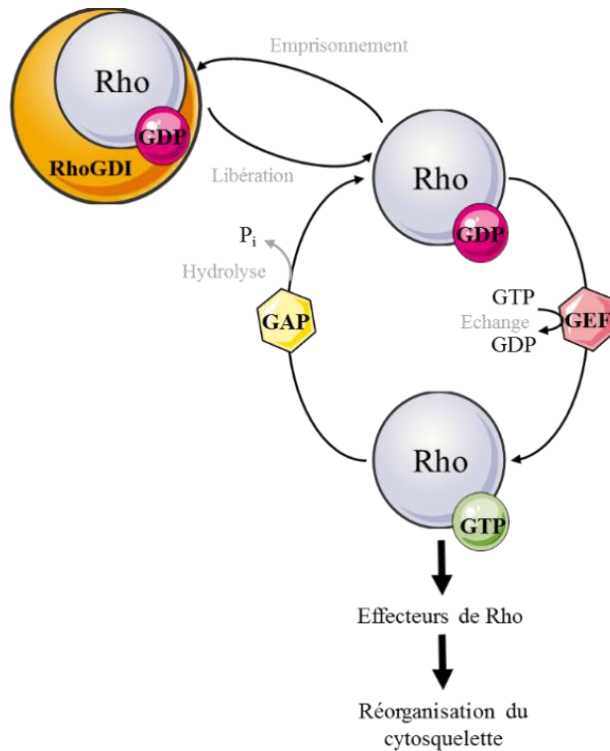 Emprisonnement
Rho
GDP
RhoGDI
Libération
Rho
GDP
Pi
Hydrolyse
GAP
GTP
Echange
GDP
GEF
Rho
GTP
Effecteurs de Rho
Réorganisation du
cytosquelette